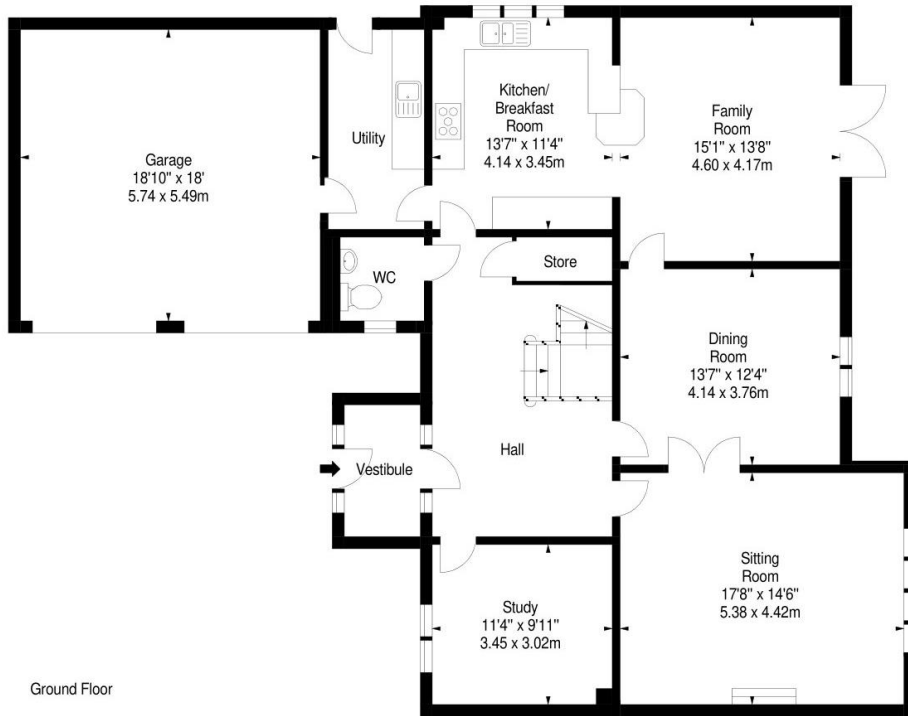 Kitchen/
Breakfast
Room
13'7" x 11'4"
4.14 x 3.45m
Family
Room
15'1" x 13'8"
4.60 x 4.17m
Utility
Garage
18'10" x 18'
5.74 x 5.49m
WC
Store
Dining
Room
13'7" x 12'4"
4.14 x 3.76m
Hall
Vestibule
Sitting
Room
17'8" x 14'6"
5.38 x 4.42m
Study
11'4" x 9'11"
3.45 x 3.02m
Ground Floor